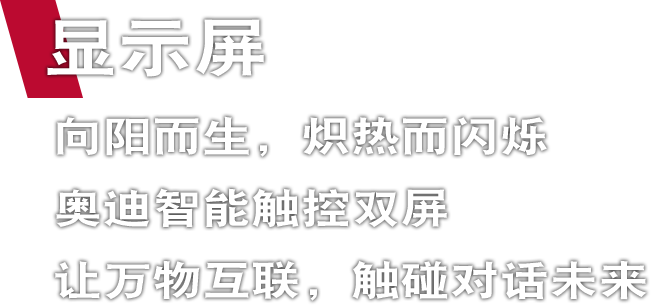 显示屏
向阳而生，炽热而闪烁
奥迪智能触控双屏
让万物互联，触碰对话未来